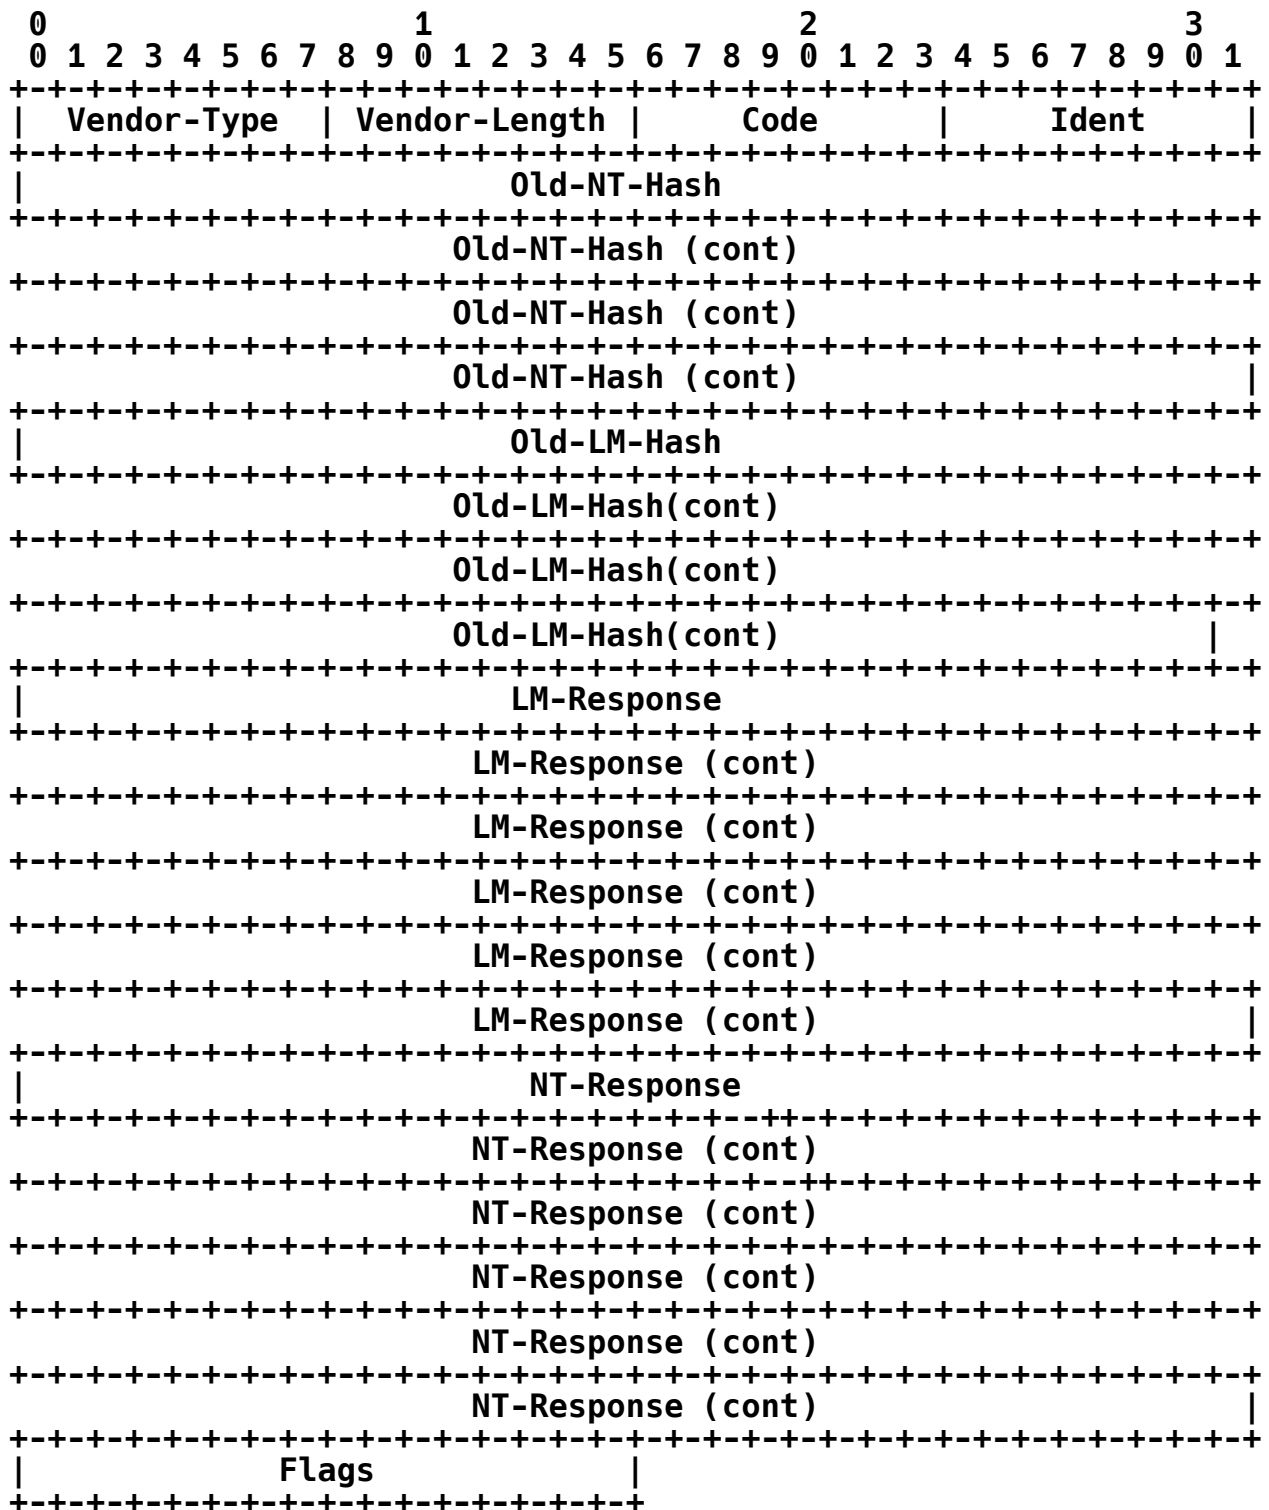 0                   1                   2                   3
 0 1 2 3 4 5 6 7 8 9 0 1 2 3 4 5 6 7 8 9 0 1 2 3 4 5 6 7 8 9 0 1
+-+-+-+-+-+-+-+-+-+-+-+-+-+-+-+-+-+-+-+-+-+-+-+-+-+-+-+-+-+-+-+-+
|  Vendor-Type  | Vendor-Length |     Code      |     Ident     |
+-+-+-+-+-+-+-+-+-+-+-+-+-+-+-+-+-+-+-+-+-+-+-+-+-+-+-+-+-+-+-+-+
|                         Old-NT-Hash
+-+-+-+-+-+-+-+-+-+-+-+-+-+-+-+-+-+-+-+-+-+-+-+-+-+-+-+-+-+-+-+-+
                       Old-NT-Hash (cont)
+-+-+-+-+-+-+-+-+-+-+-+-+-+-+-+-+-+-+-+-+-+-+-+-+-+-+-+-+-+-+-+-+
                       Old-NT-Hash (cont)
+-+-+-+-+-+-+-+-+-+-+-+-+-+-+-+-+-+-+-+-+-+-+-+-+-+-+-+-+-+-+-+-+
                       Old-NT-Hash (cont)                       |
+-+-+-+-+-+-+-+-+-+-+-+-+-+-+-+-+-+-+-+-+-+-+-+-+-+-+-+-+-+-+-+-+
|                         Old-LM-Hash
+-+-+-+-+-+-+-+-+-+-+-+-+-+-+-+-+-+-+-+-+-+-+-+-+-+-+-+-+-+-+-+-+
                       Old-LM-Hash(cont)
+-+-+-+-+-+-+-+-+-+-+-+-+-+-+-+-+-+-+-+-+-+-+-+-+-+-+-+-+-+-+-+-+
                       Old-LM-Hash(cont)
+-+-+-+-+-+-+-+-+-+-+-+-+-+-+-+-+-+-+-+-+-+-+-+-+-+-+-+-+-+-+-+-+
                       Old-LM-Hash(cont)                      |
+-+-+-+-+-+-+-+-+-+-+-+-+-+-+-+-+-+-+-+-+-+-+-+-+-+-+-+-+-+-+-+-+
|                         LM-Response
+-+-+-+-+-+-+-+-+-+-+-+-+-+-+-+-+-+-+-+-+-+-+-+-+-+-+-+-+-+-+-+-+
                        LM-Response (cont)
+-+-+-+-+-+-+-+-+-+-+-+-+-+-+-+-+-+-+-+-+-+-+-+-+-+-+-+-+-+-+-+-+
                        LM-Response (cont)
+-+-+-+-+-+-+-+-+-+-+-+-+-+-+-+-+-+-+-+-+-+-+-+-+-+-+-+-+-+-+-+-+
                        LM-Response (cont)
+-+-+-+-+-+-+-+-+-+-+-+-+-+-+-+-+-+-+-+-+-+-+-+-+-+-+-+-+-+-+-+-+
                        LM-Response (cont)
+-+-+-+-+-+-+-+-+-+-+-+-+-+-+-+-+-+-+-+-+-+-+-+-+-+-+-+-+-+-+-+-+
                        LM-Response (cont)                      |
+-+-+-+-+-+-+-+-+-+-+-+-+-+-+-+-+-+-+-+-+-+-+-+-+-+-+-+-+-+-+-+-+
|                          NT-Response
+-+-+-+-+-+-+-+-+-+-+-+-+-+-+-+-+-+-+-+--++-+-+-+-+-+-+-+-+-+-+-+-+
                        NT-Response (cont)
+-+-+-+-+-+-+-+-+-+-+-+-+-+-+-+-+-+-+-+-+--++-+-+-+-+-+-+-+-+-+-+-+
                        NT-Response (cont)
+-+-+-+-+-+-+-+-+-+-+-+-+-+-+-+-+-+-+-+-+-+-+-+-+-+-+-+-+-+-+-+-+
                        NT-Response (cont)
+-+-+-+-+-+-+-+-+-+-+-+-+-+-+-+-+-+-+-+-+-+-+-+-+-+-+-+-+-+-+-+-+
                        NT-Response (cont)
+-+-+-+-+-+-+-+-+-+-+-+-+-+-+-+-+-+-+-+-+-+-+-+-+-+-+-+-+-+-+-+-+
                        NT-Response (cont)                      |
+-+-+-+-+-+-+-+-+-+-+-+-+-+-+-+-+-+-+-+-+-+-+-+-+-+-+-+-+-+-+-+-+
|             Flags             |
+-+-+-+-+-+-+-+-+-+-+-+-+-+-+-+-+